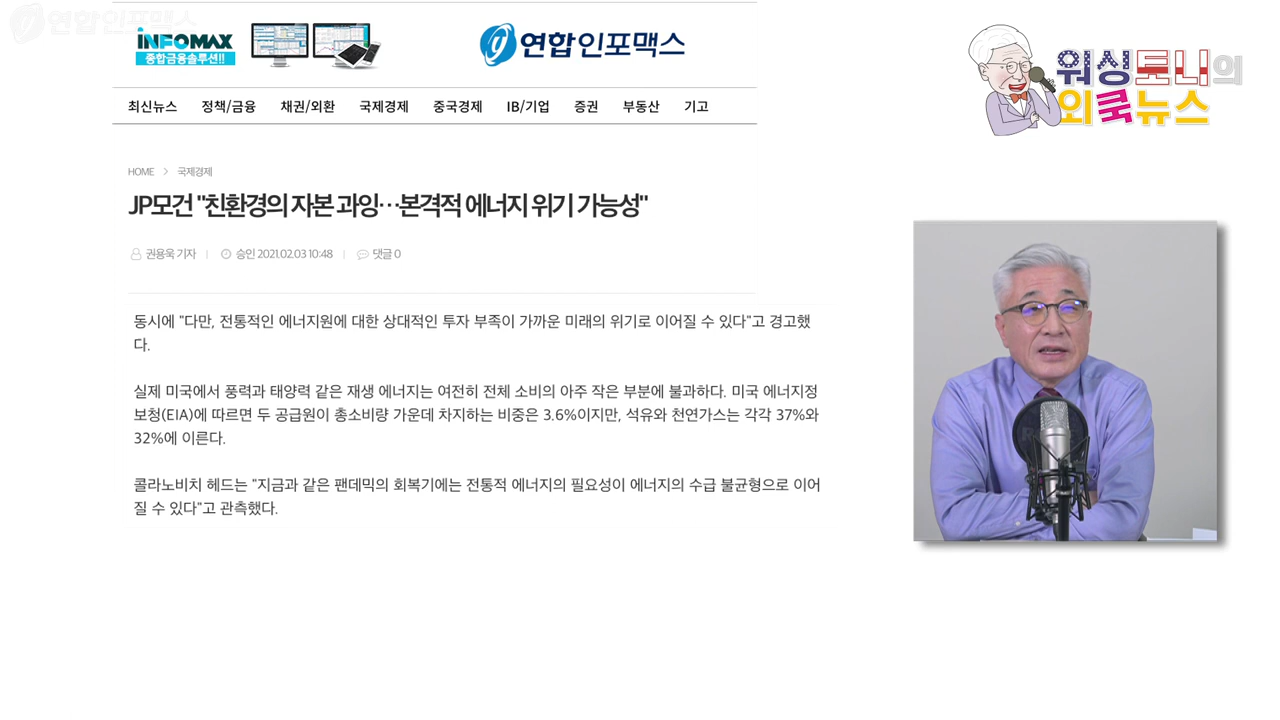 연합인포맥스
INFOMAX
종합금융솔루션!!
연합인포맥스
워싱토니의
외쿡뉴스
최신뉴스 정책/금융 채권/외환 국제경제 중국경제 IB/기업 증권 부동산 기고
HOME > 국제경제
JP모건 "친환경의 자본 과잉…본격적 에너지 위기 가능성"
권용욱 기자 | 승인 2021.02.03 10:48 | 댓글 0
동시에 "다만, 전통적인 에너지원에 대한 상대적인 투자 부족이 가까운 미래의 위기로 이어질 수 있다"고 경고했
다.
실제 미국에서 풍력과 태양력 같은 재생 에너지는 여전히 전체 소비의 아주 작은 부분에 불과하다. 미국 에너지정
보청(EIA)에 따르면 두 공급원이 총소비량 가운데 차지하는 비중은 3.6%이지만, 석유와 천연가스는 각각 37%와
32%에 이른다.
콜라노비치 헤드는 "지금과 같은 팬데믹의 회복기에는 전통적 에너지의 필요성이 에너지의 수급 불균형으로 이어
질 수 있다"고 관측했다.